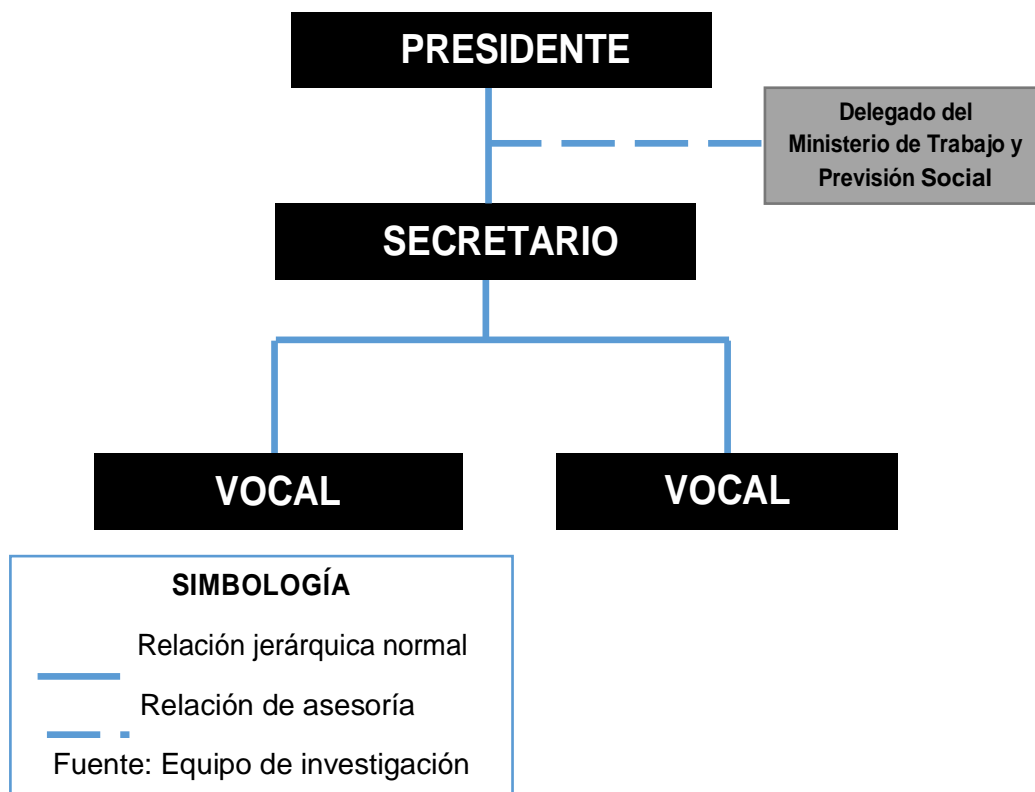 PRESIDENTE
Delegado del
Ministerio de Trabajo y
Previsión Social
SECRETARIO
VOCAL
VOCAL
SIMBOLOGÍA
Relación jerárquica normal
Relación de asesoría
Fuente: Equipo de investigación